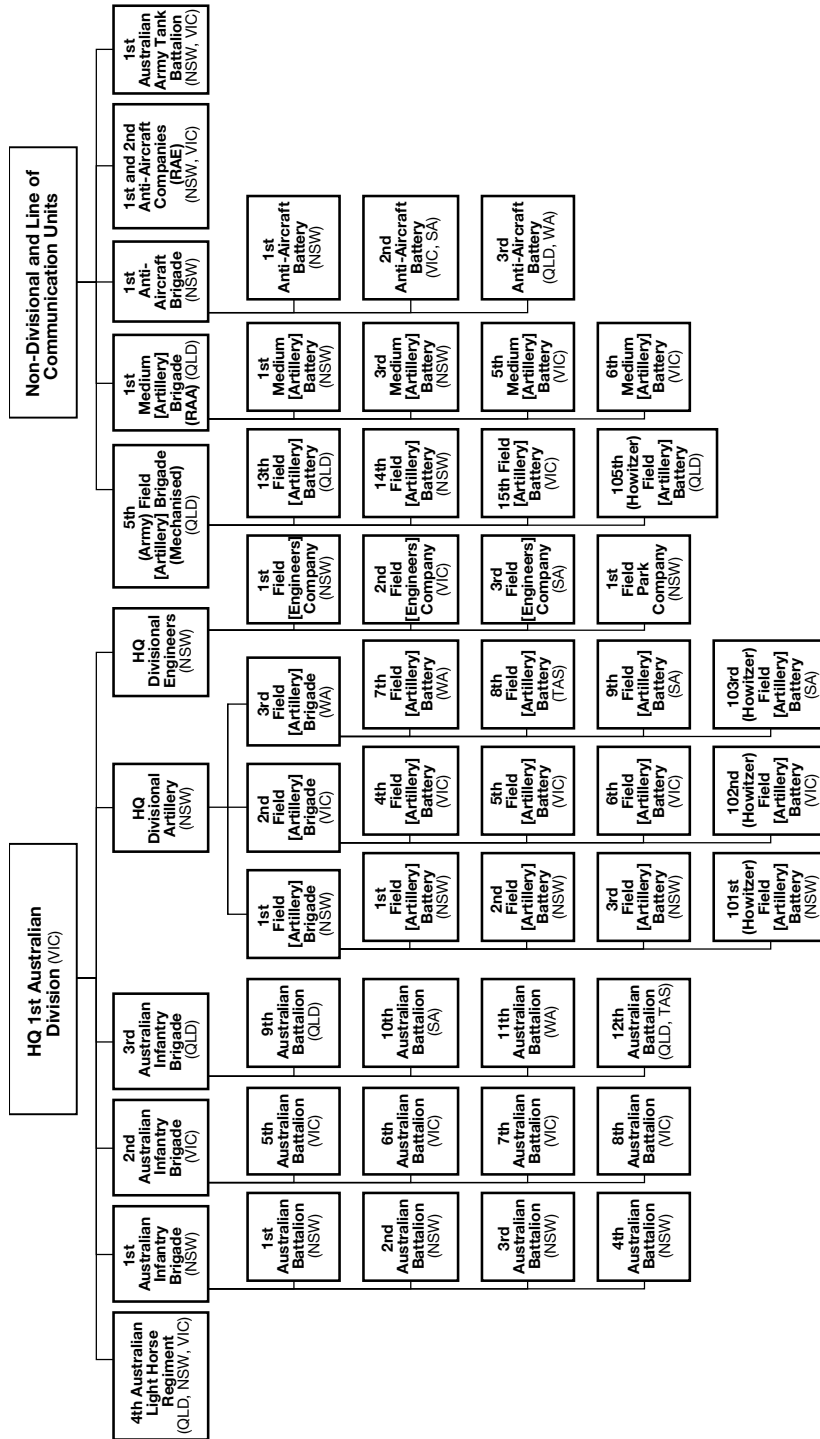 HQ 1st Australian
Division (VIC)
4th Australian
Light Horse
Regiment
(QLD, NSW, VIC)
1st
Australian
Infantry
Brigade
(NSW)
1st
Australian
Battalion
(NSW)
2nd
Australian
Battalion
(NSW)
3rd
Australian
Battalion
(NSW)
4th
Australian
Battalion
(NSW)
2nd
Australian
Infantry
Brigade
(VIC)
5th
Australian
Battalion
(VIC)
6th
Australian
Battalion
(VIC)
7th
Australian
Battalion
(VIC)
8th
Australian
Battalion
(VIC)
3rd
Australian
Infantry
Brigade
(QLD)
9th
Australian
Battalion
(QLD)
10th
Australian
Battalion
(SA)
11th
Australian
Battalion
(WA)
12th
Australian
Battalion
(QLD, TAS)
HQ
Divisional
Artillery
(NSW)
1st
Field
[Artillery]
Brigade
(NSW)
1st
Field
[Artillery]
Battery
(NSW)
2nd
Field
[Artillery]
Battery
(NSW)
3rd
Field
[Artillery]
Battery
(NSW)
101st
(Howitzer)
Field
[Artillery]
Battery
(NSW)
2nd
Field
[Artillery]
Brigade
(VIC)
4th
Field
[Artillery]
Battery
(VIC)
5th
Field
[Artillery]
Battery
(VIC)
6th
Field
[Artillery]
Battery
(VIC)
102nd
(Howitzer)
Field
[Artillery]
Battery
(VIC)
3rd
Field
[Artillery]
Brigade
(WA)
7th
Field
[Artillery]
Battery
(WA)
8th
Field
[Artillery]
Battery
(TAS)
9th
Field
[Artillery]
Battery
(SA)
103rd
(Howitzer)
Field
[Artillery]
Battery
(SA)
HQ
Divisional
Engineers
(NSW)
1st
Field
[Engineers]
Company
(NSW)
2nd
Field
[Engineers]
Company
(VIC)
3rd
Field
[Engineers]
Company
(SA)
1st
Field
Park
Company
(NSW)
Non-Divisional and Line of
Communication Units
5th
(Army) Field
[Artillery] Brigade
(Mechanised)
(QLD)
13th
Field
[Artillery]
Battery
(QLD)
14th
Field
[Artillery]
Battery
(NSW)
15th Field
[Artillery]
Battery
(VIC)
105th
(Howitzer)
Field
[Artillery]
Battery
(QLD)
1st
Medium
[Artillery]
Brigade
(RAA) (QLD)
1st
Medium
[Artillery]
Battery
(NSW)
3rd
Medium
[Artillery]
Battery
(NSW)
5th
Medium
[Artillery]
Battery
(VIC)
6th
Medium
[Artillery]
Battery
(VIC)
1st
Anti-
Aircraft
Brigade
(NSW)
1st
Anti-Aircraft
Battery
(NSW)
2nd
Anti-Aircraft
Battery
(VIC, SA)
3rd
Anti-Aircraft
Battery
(QLD, WA)
1st and 2nd
Anti-Aircraft
Companies
(RAE)
(NSW, VIC)
1st
Australian
Army Tank
Battalion
(NSW, VIC)